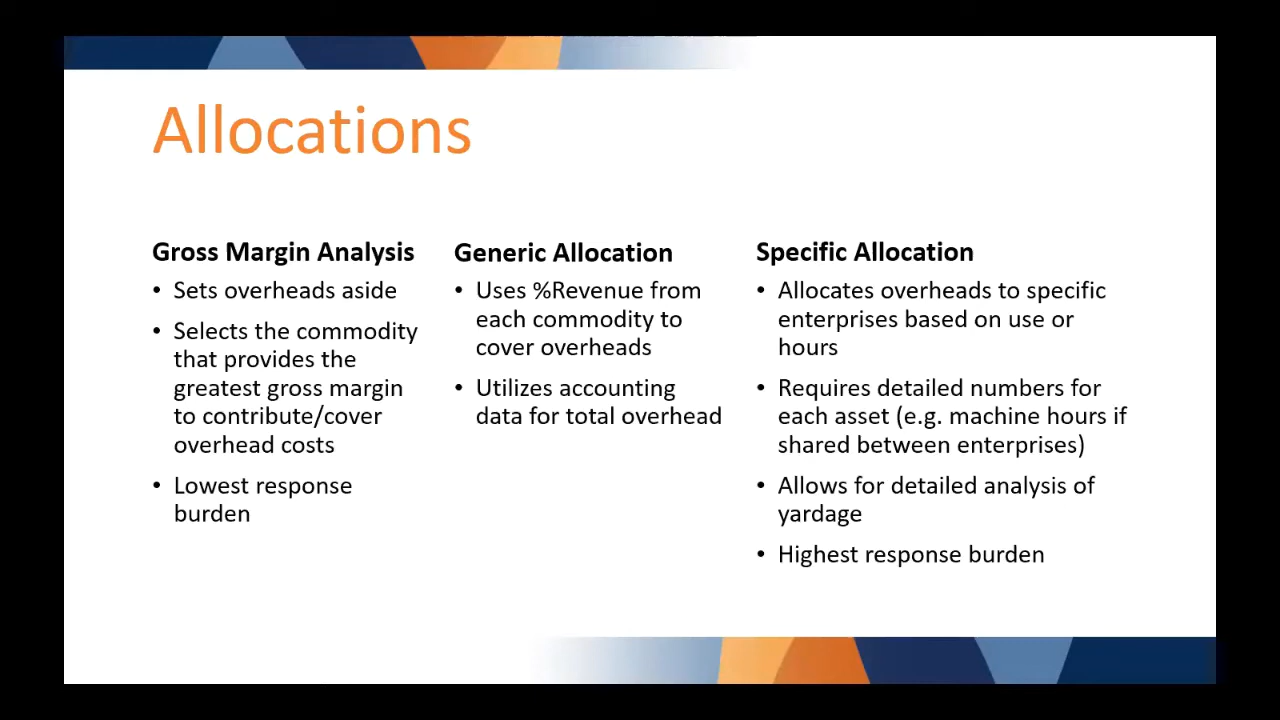 Allocations
Gross Margin Analysis
• Sets overheads aside
• Selects the commodity
that provides the
greatest gross margin
to contribute/cover
overhead costs
• Lowest response
burden
Generic Allocation
• Uses %Revenue from
each commodity to
cover overheads
• Utilizes accounting
data for total overhead
Specific Allocation
• Allocates overheads to specific
enterprises based on use or
hours
• Requires detailed numbers for
each asset (e.g. machine hours if
shared between enterprises)
• Allows for detailed analysis of
yardage
• Highest response burden